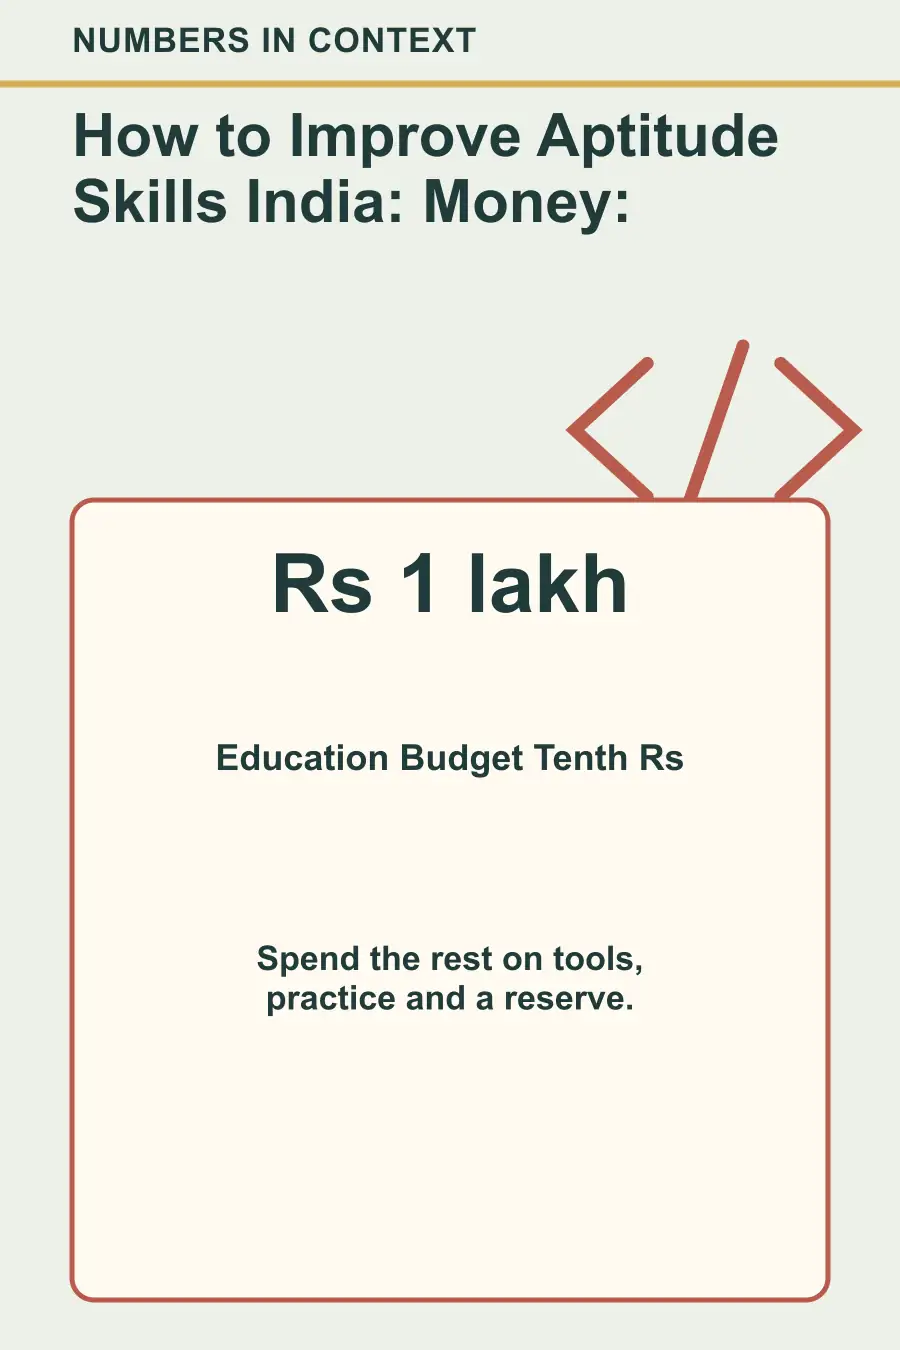 NUMBERS IN CONTEXT
How to Improve Aptitude
Skills India: Money:
Rs 1 lakh
Education Budget Tenth Rs
Spend the rest on tools,
practice and a reserve.